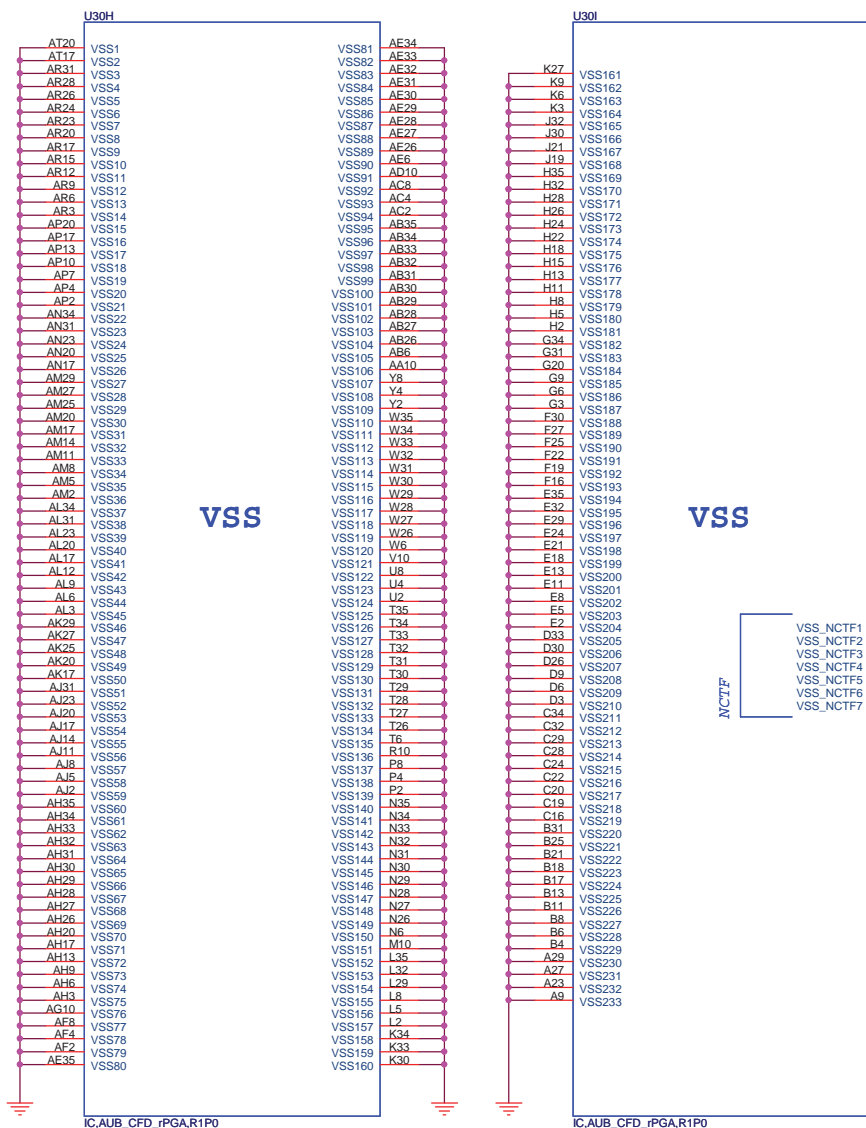 U30H
AT20 VSS1 VSS81 AE34
AT17 VSS2 VSS82 AE33
AR31 VSS3 VSS83 AE32
AR28 VSS4 VSS84 AE31
AR26 VSS5 VSS85 AE30
AR24 VSS6 VSS86 AE29
AR23 VSS7 VSS87 AE28
AR20 VSS8 VSS88 AE27
AR17 VSS9 VSS89 AE26
AR15 VSS10 VSS90 AE6
AR12 VSS11 VSS91 AD10
AR9 VSS12 VSS92 AC8
AR6 VSS13 VSS93 AC4
AR3 VSS14 VSS94 AC2
AP20 VSS15 VSS95 AB35
AP17 VSS16 VSS96 AB34
AP13 VSS17 VSS97 AB33
AP10 VSS18 VSS98 AB32
AP7 VSS19 VSS99 AB31
AP4 VSS20 VSS100 AB30
AP2 VSS21 VSS101 AB29
AN34 VSS22 VSS102 AB28
AN31 VSS23 VSS103 AB27
AN23 VSS24 VSS104 AB26
AN20 VSS25 VSS105 AB6
AN17 VSS26 VSS106 AA10
AM29 VSS27 VSS107 Y8
AM27 VSS28 VSS108 Y4
AM25 VSS29 VSS109 Y2
AM20 VSS30 VSS110 W35
AM17 VSS31 VSS111 W34
AM14 VSS32 VSS112 W33
AM11 VSS33 VSS113 W32
AM8 VSS34 VSS114 W31
AM5 VSS35 VSS115 W30
AM2 VSS36 VSS116 W29
AL34 VSS37 VSS117 W28
AL31 VSS38 VSS118 W27
AL23 VSS39 VSS119 W26
AL20 VSS40 VSS120 W6
AL17 VSS41 VSS121 V10
AL12 VSS42 VSS122 U8
AL9 VSS43 VSS123 U4
AL6 VSS44 VSS124 U2
AL3 VSS45 VSS125 T35
AK29 VSS46 VSS126 T34
AK27 VSS47 VSS127 T33
AK25 VSS48 VSS128 T32
AK20 VSS49 VSS129 T31
AK17 VSS50 VSS130 T30
AJ31 VSS51 VSS131 T29
AJ23 VSS52 VSS132 T28
AJ20 VSS53 VSS133 T27
AJ17 VSS54 VSS134 T26
AJ14 VSS55 VSS135 T6
AJ11 VSS56 VSS136 R10
AJ8 VSS57 VSS137 P8
AJ5 VSS58 VSS138 P4
AJ2 VSS59 VSS139 P2
AH35 VSS60 VSS140 N35
AH34 VSS61 VSS141 N34
AH33 VSS62 VSS142 N33
AH32 VSS63 VSS143 N32
AH31 VSS64 VSS144 N31
AH30 VSS65 VSS145 N30
AH29 VSS66 VSS146 N29
AH28 VSS67 VSS147 N28
AH27 VSS68 VSS148 N27
AH26 VSS69 VSS149 N26
AH20 VSS70 VSS150 N6
AH17 VSS71 VSS151 M10
AH13 VSS72 VSS152 L35
AH9 VSS73 VSS153 L32
AH6 VSS74 VSS154 L29
AH3 VSS75 VSS155 L8
AG10 VSS76 VSS156 L5
AF8 VSS77 VSS157 L2
AF4 VSS78 VSS158 K34
AF2 VSS79 VSS159 K33
AE35 VSS80 VSS160 K30
VSS
IC,AUB_CFD_rPGA,R1P0
U30I
K27 VSS161
K9 VSS162
K6 VSS163
K3 VSS164
J32 VSS165
J30 VSS166
J21 VSS167
J19 VSS168
H35 VSS169
H32 VSS170
H28 VSS171
H26 VSS172
H24 VSS173
H22 VSS174
H18 VSS175
H15 VSS176
H13 VSS177
H11 VSS178
H8 VSS179
H5 VSS180
H2 VSS181
G34 VSS182
G31 VSS183
G20 VSS184
G9 VSS185
G6 VSS186
G3 VSS187
F30 VSS188
F27 VSS189
F25 VSS190
F22 VSS191
F19 VSS192
F16 VSS193
E35 VSS194
E32 VSS195
E29 VSS196
E24 VSS197
E21 VSS198
E18 VSS199
E13 VSS200
E11 VSS201
E8 VSS202
E5 VSS203
E2 VSS204
D33 VSS205
D30 VSS206
D26 VSS207
D9 VSS208
D6 VSS209
D3 VSS210
C34 VSS211
C32 VSS212
C29 VSS213
C28 VSS214
C24 VSS215
C22 VSS216
C20 VSS217
C19 VSS218
C16 VSS219
B31 VSS220
B25 VSS221
B21 VSS222
B18 VSS223
B17 VSS224
B13 VSS225
B11 VSS226
B8 VSS227
B6 VSS228
B4 VSS229
A29 VSS230
A27 VSS231
A23 VSS232
A9 VSS233
VSS
NCTF
VSS_NCTF1
VSS_NCTF2
VSS_NCTF3
VSS_NCTF4
VSS_NCTF5
VSS_NCTF6
VSS_NCTF7
IC,AUB_CFD_rPGA,R1P0